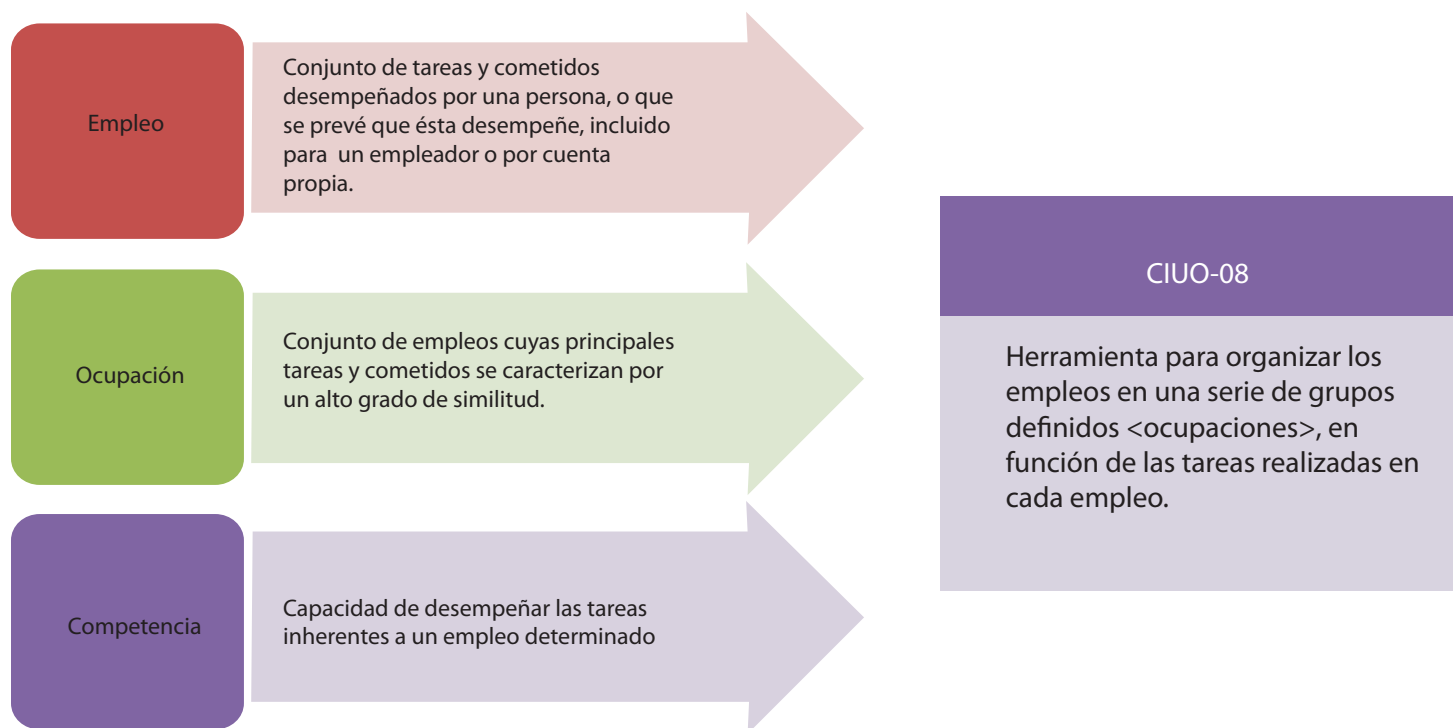 Empleo
Conjunto de tareas y cometidos
desempeñados por una persona, o que
se prevé que ésta desempeñe, incluido
para un empleador o por cuenta
propia.
Ocupación
Conjunto de empleos cuyas principales
tareas y cometidos se caracterizan por
un alto grado de similitud.
Competencia
Capacidad de desempeñar las tareas
inherentes a un empleo determinado
CIUO-08
Herramienta para organizar los
empleos en una serie de grupos
definidos <ocupaciones>, en
función de las tareas realizadas en
cada empleo.